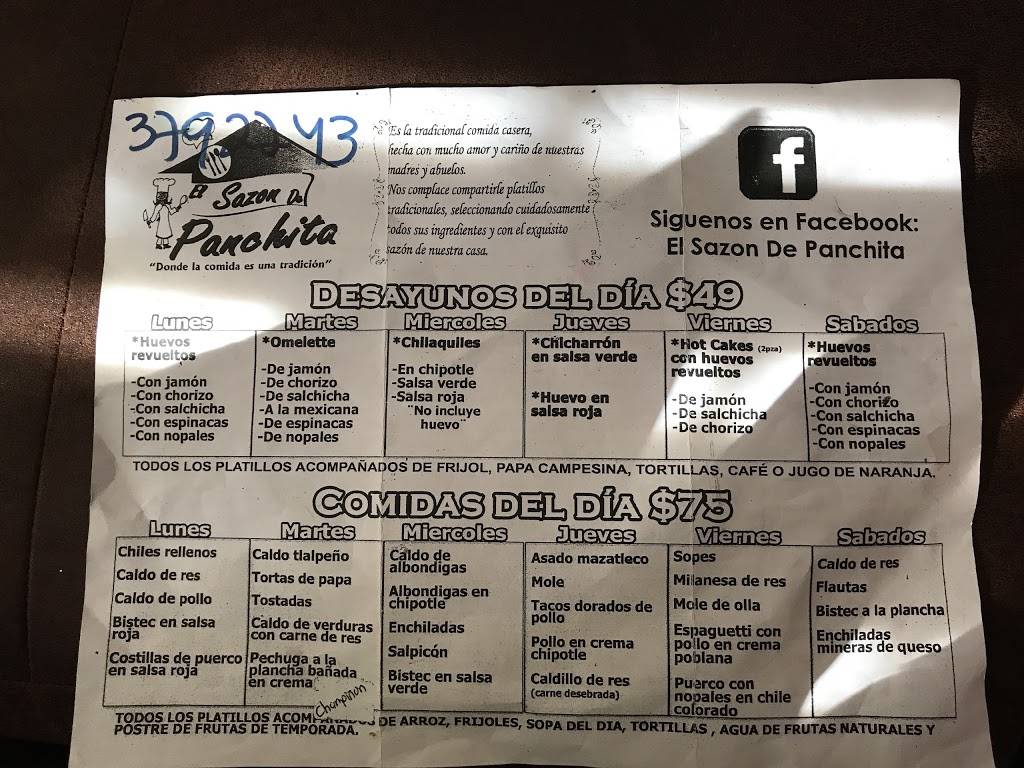 3792743
El Sazon De
Panchita
"Donde la comida es una tradición"
Es la tradicional comida casera,
hecha con mucho amor y cariño de nuestras
madres y abuelos.
Nos complace compartirle platillos
tradicionales, seleccionando cuidadosamente
todos sus ingredientes y con el exquisito
sazón de nuestra casa.
f
Siguenos en Facebook:
El Sazon De Panchita
DESAYUNOS DEL DÍA $49
Lunes
*Huevos
revueltos
-Con jamón
-Con chorizo
-Con salchicha
-Con espinacas
-Con nopales
Martes
*Omelette
-De jamón
-De chorizo
-De salchicha
-A la mexicana
-De espinacas
-De nopales
Miercoles
*Chilaquiles
-En chipotle
-Salsa verde
-Salsa roja
¨No incluye
huevo¨
Jueves
*Chicharrón
en salsa verde
*Huevo en
salsa roja
Viernes
*Hot Cakes (2pza)
con huevos
revueltos
-De jamón
-De salchicha
-De chorizo
Sabados
*Huevos
revueltos
-Con jamón
-Con chorizo
-Con salchicha
-Con espinacas
-Con nopales
TODOS LOS PLATILLOS ACOMPAÑADOS DE FRIJOL, PAPA CAMPESINA, TORTILLAS, CAFÉ O JUGO DE NARANJA.
COMIDAS DEL DÍA $75
Lunes
Chiles rellenos
Caldo de res
Caldo de pollo
Bistec en salsa
roja
Costillas de puerco
en salsa roja
Martes
Caldo tlalpeño
Tortas de papa
Tostadas
Caldo de verduras
con carne de res
Pechuga a la
plancha bañada
en crema
Champiñon
Miercoles
Caldo de
albondigas
Albondigas en
chipotle
Enchiladas
Salpicón
Bistec en salsa
verde
Jueves
Asado mazatleco
Mole
Tacos dorados de
pollo
Pollo en crema
chipotle
Caldillo de res
(carne desebrada)
Viernes
Sopes
Milanesa de res
Mole de olla
Espaguetti con
pollo en crema
poblana
Puerco con
nopales en chile
colorado
Sabados
Caldo de res
Flautas
Bistec a la plancha
Enchiladas
mineras de queso
TODOS LOS PLATILLOS ACOMPAÑADOS DE ARROZ, FRIJOLES, SOPA DEL DIA, TORTILLAS , AGUA DE FRUTAS NATURALES Y
POSTRE DE FRUTAS DE TEMPORADA.